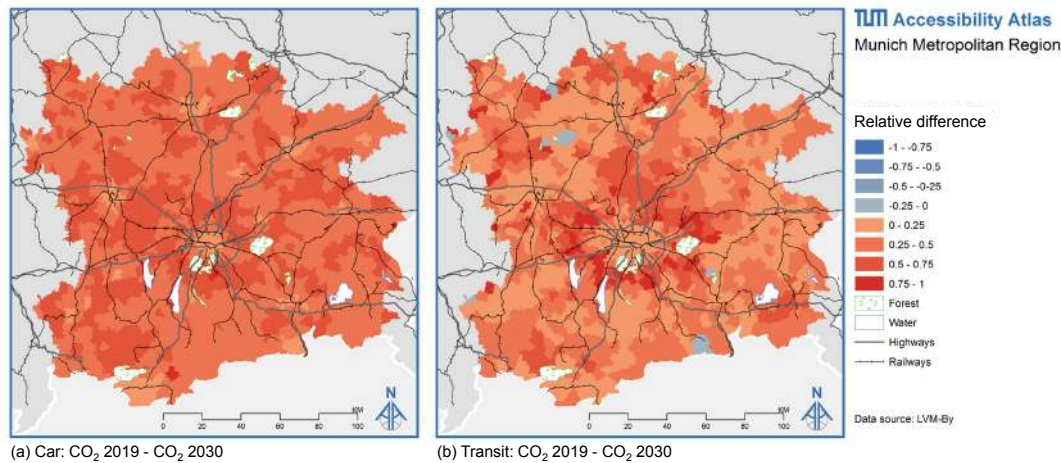 TUM Accessibility Atlas
Munich Metropolitan Region
Relative difference
-1 - -0.75
-0.75 - -0.5
-0.5 - -0.25
-0.25 - 0
0 - 0.25
0.25 - 0.5
0.5 - 0.75
0.75 - 1
Forest
Water
Highways
Railways
Data source: LVM-By
N
KM
0 20 40 60 80 100
(a) Car: CO₂ 2019 - CO₂ 2030
N
KM
0 20 40 60 80 100
(b) Transit: CO₂ 2019 - CO₂ 2030